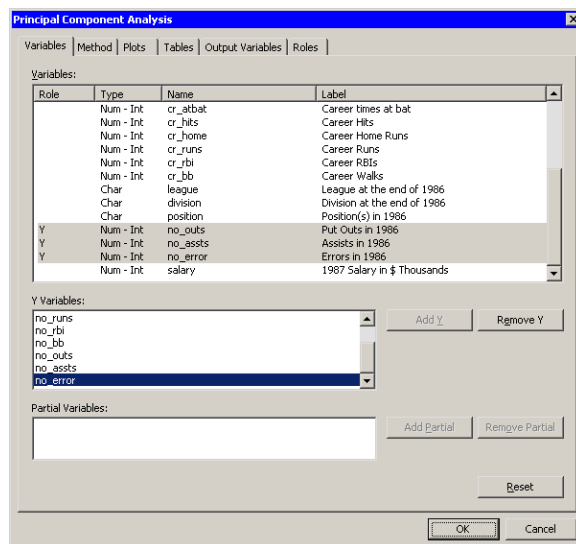 Principal Component Analysis
Variables Method Plots Tables Output Variables Roles
Variables:
Role Type Name Label
Num - Int cr_atbat Career times at bat
Num - Int cr_hits Career Hits
Num - Int cr_home Career Home Runs
Num - Int cr_runs Career Runs
Num - Int cr_rbi Career RBIs
Num - Int cr_bb Career Walks
Char league League at the end of 1986
Char division Division at the end of 1986
Char position Position(s) in 1986
Y Num - Int no_outs Put Outs in 1986
Y Num - Int no_assts Assists in 1986
Y Num - Int no_error Errors in 1986
Num - Int salary 1987 Salary in $ Thousands
Y Variables:
no_runs
no_rbi
no_bb
no_outs
no_assts
no_error
Add Y Remove Y
Partial Variables:
Add Partial Remove Partial
Reset
OK Cancel